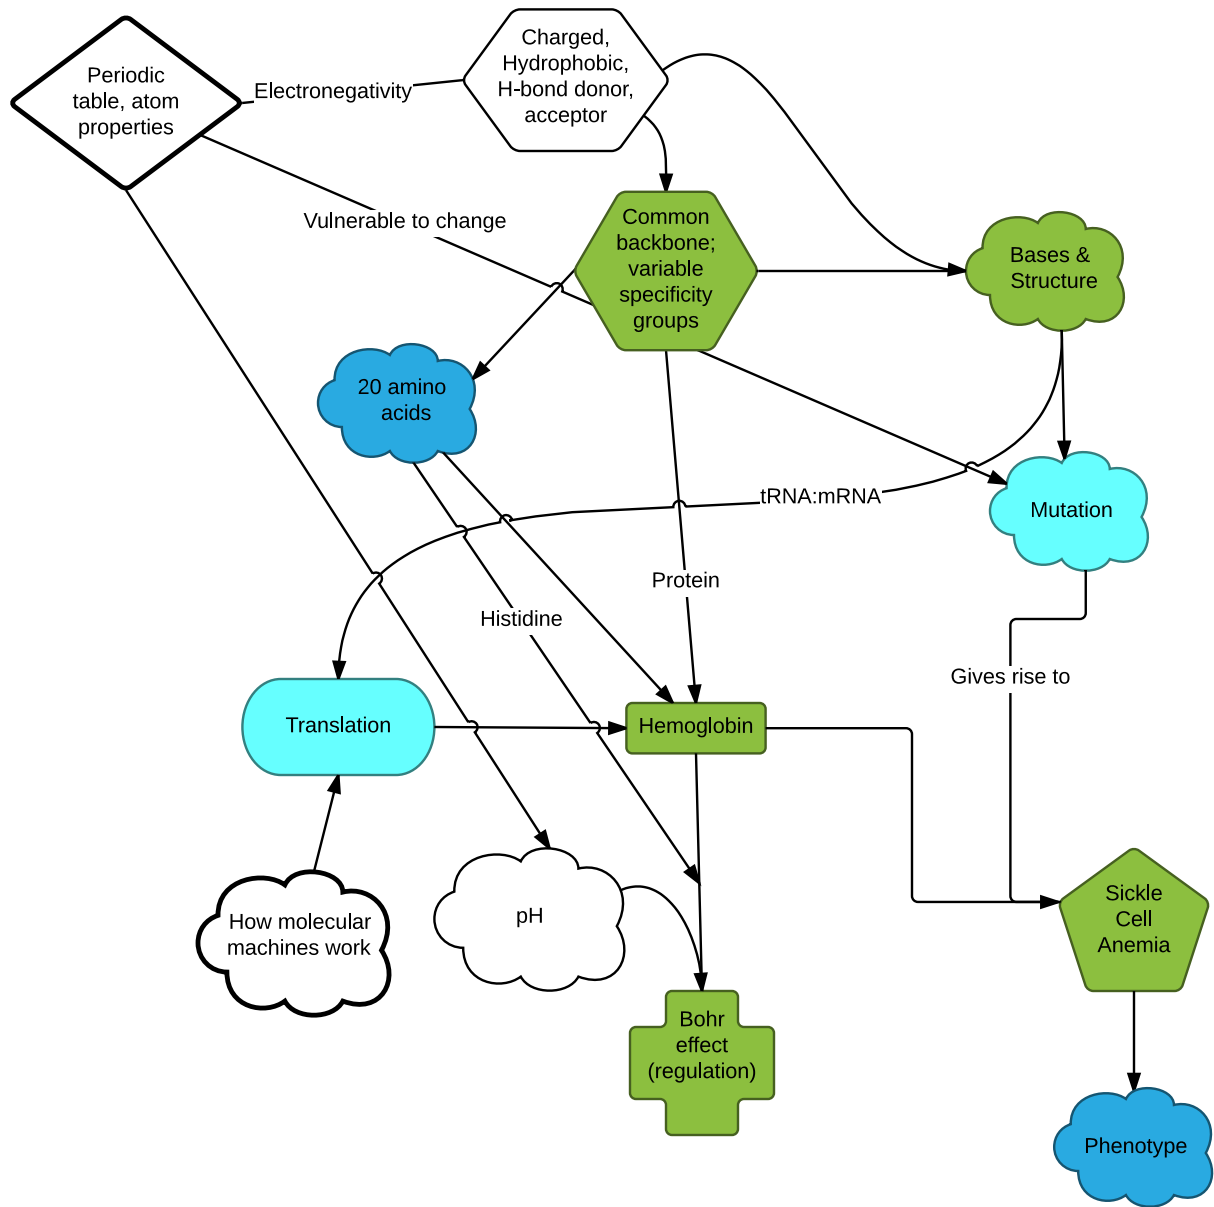 Periodic
table, atom
properties
Electronegativity
Charged,
Hydrophobic,
H-bond donor,
acceptor
Vulnerable to change
Common
backbone;
variable
specificity
groups
Bases &
Structure
20 amino
acids
tRNA:mRNA
Mutation
Protein
Histidine
Gives rise to
Translation
Hemoglobin
How molecular
machines work
pH
Sickle
Cell
Anemia
Bohr
effect
(regulation)
Phenotype